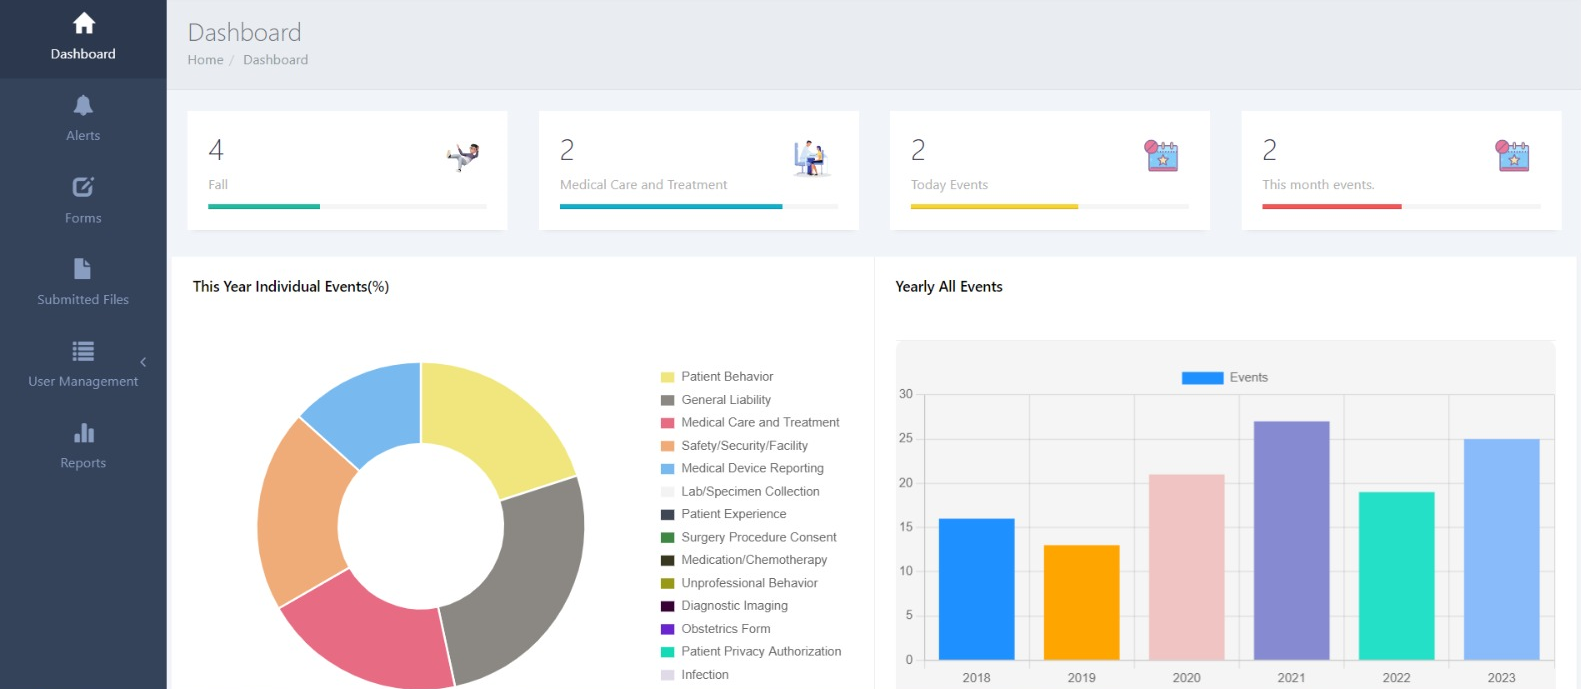 Dashboard
Alerts
Forms
Submitted Files
User Management
Reports
Dashboard
Home / Dashboard
4
Fall
2
Medical Care and Treatment
2
Today Events
2
This month events.
This Year Individual Events(%)
Patient Behavior
General Liability
Medical Care and Treatment
Safety/Security/Facility
Medical Device Reporting
Lab/Specimen Collection
Patient Experience
Surgery Procedure Consent
Medication/Chemotherapy
Unprofessional Behavior
Diagnostic Imaging
Obstetrics Form
Patient Privacy Authorization
Infection
Yearly All Events
Events
30
25
20
15
10
5
0
2018 2019 2020 2021 2022 2023